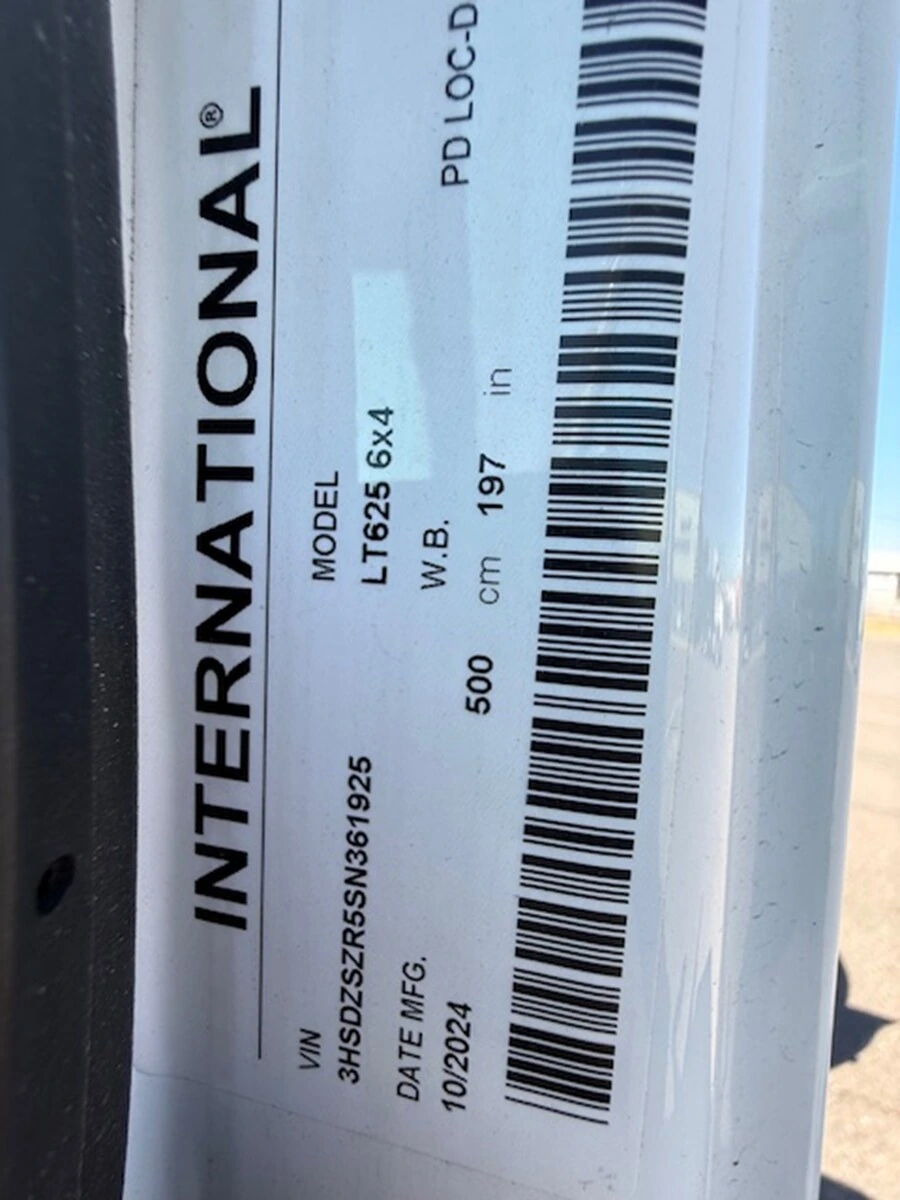 INTERNATIONAL®
VIN MODEL
3HSDZSZR5SN361925 LT625 6x4
DATE MFG. W.B. PD LOC-D
10/2024 500 cm 197 in